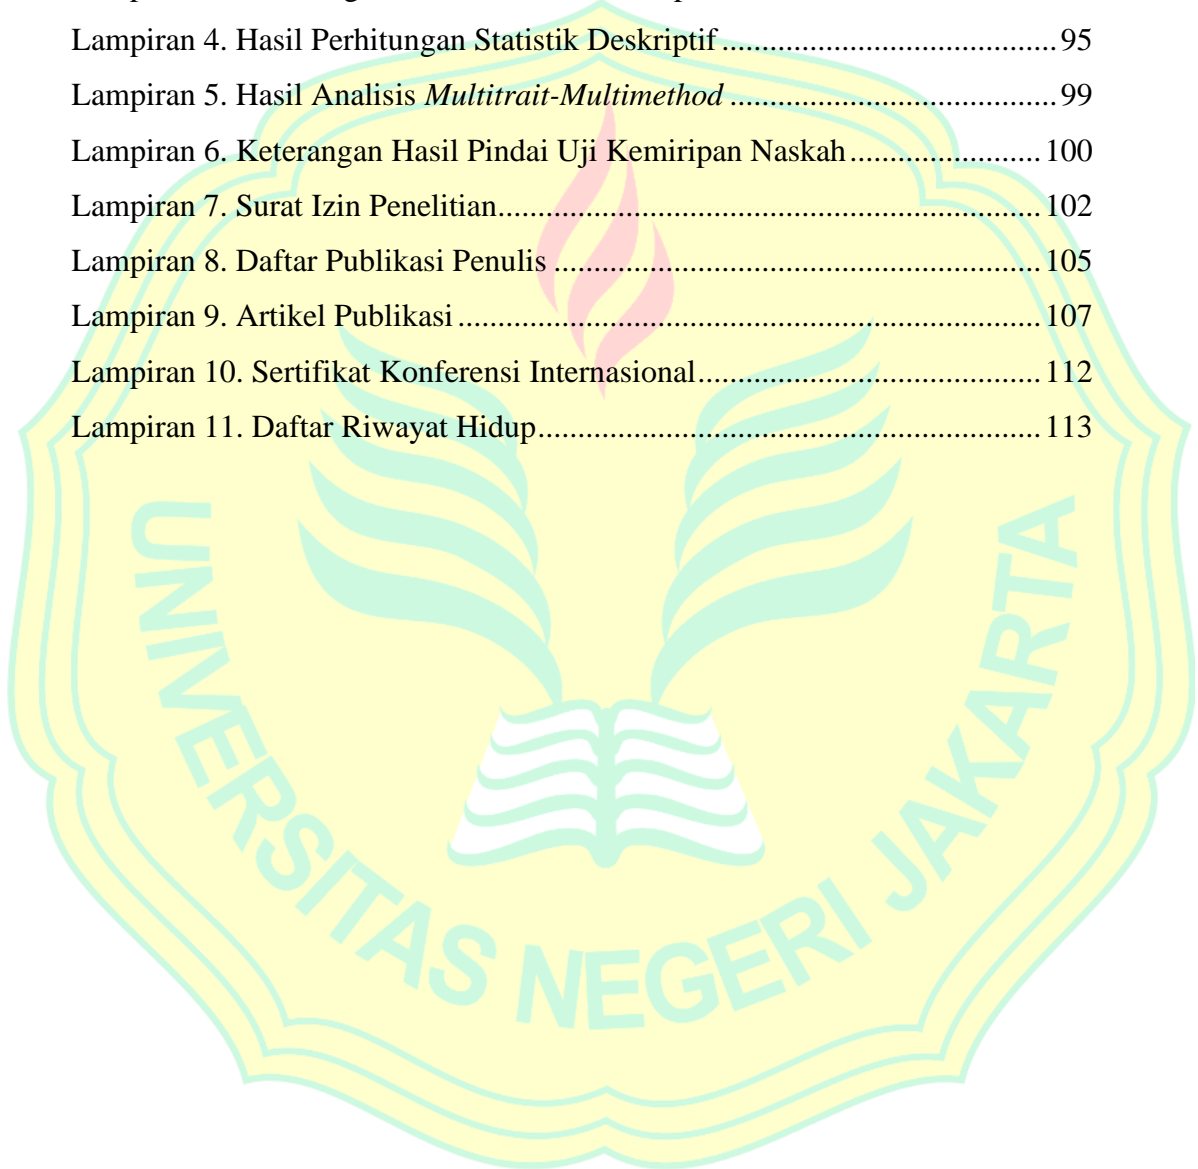 Lampiran 4. Hasil Perhitungan Statistik Deskriptif.......................................... 95
Lampiran 5. Hasil Analisis Multitrait-Multimethod ......................................... 99
Lampiran 6. Keterangan Hasil Pindai Uji Kemiripan Naskah ........................ 100
Lampiran 7. Surat Izin Penelitian.................................................................... 102
Lampiran 8. Daftar Publikasi Penulis ............................................................. 105
Lampiran 9. Artikel Publikasi ......................................................................... 107
Lampiran 10. Sertifikat Konferensi Internasional........................................... 112
Lampiran 11. Daftar Riwayat Hidup............................................................... 113
UNIVERSITAS NEGERI JAKARTA